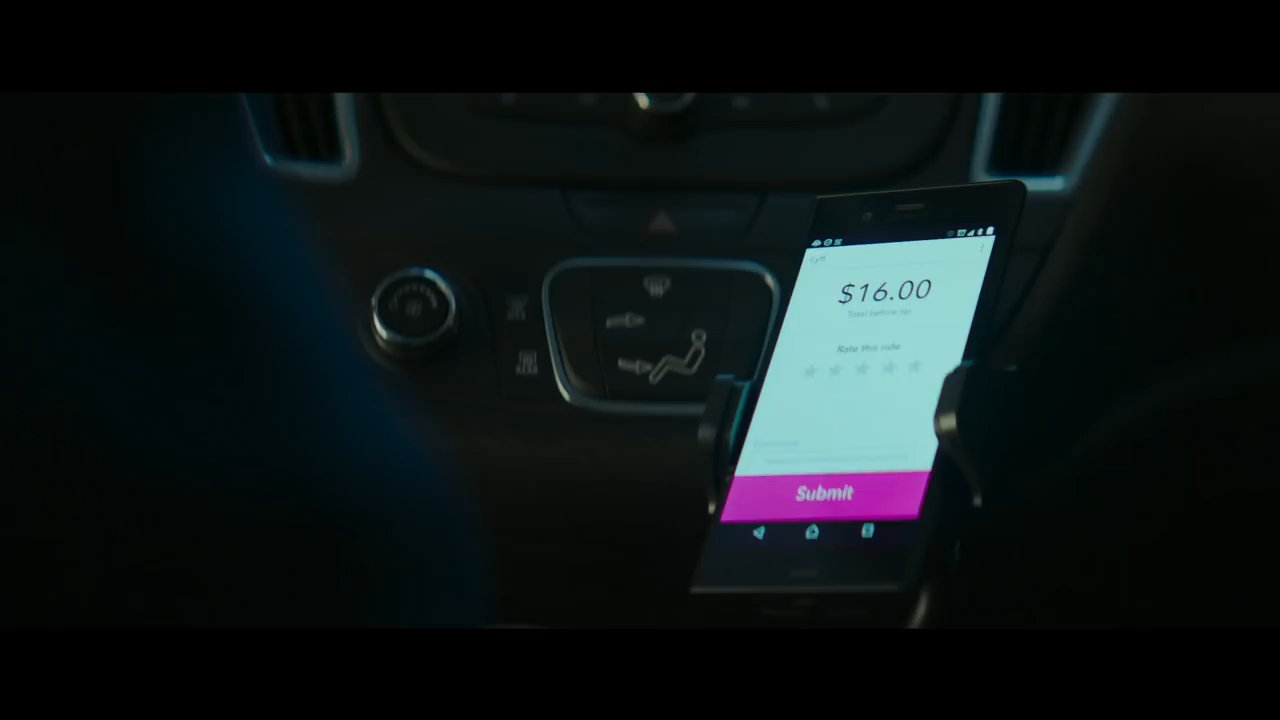 Lyft
$16.00
Total before tip
Rate this ride
Submit